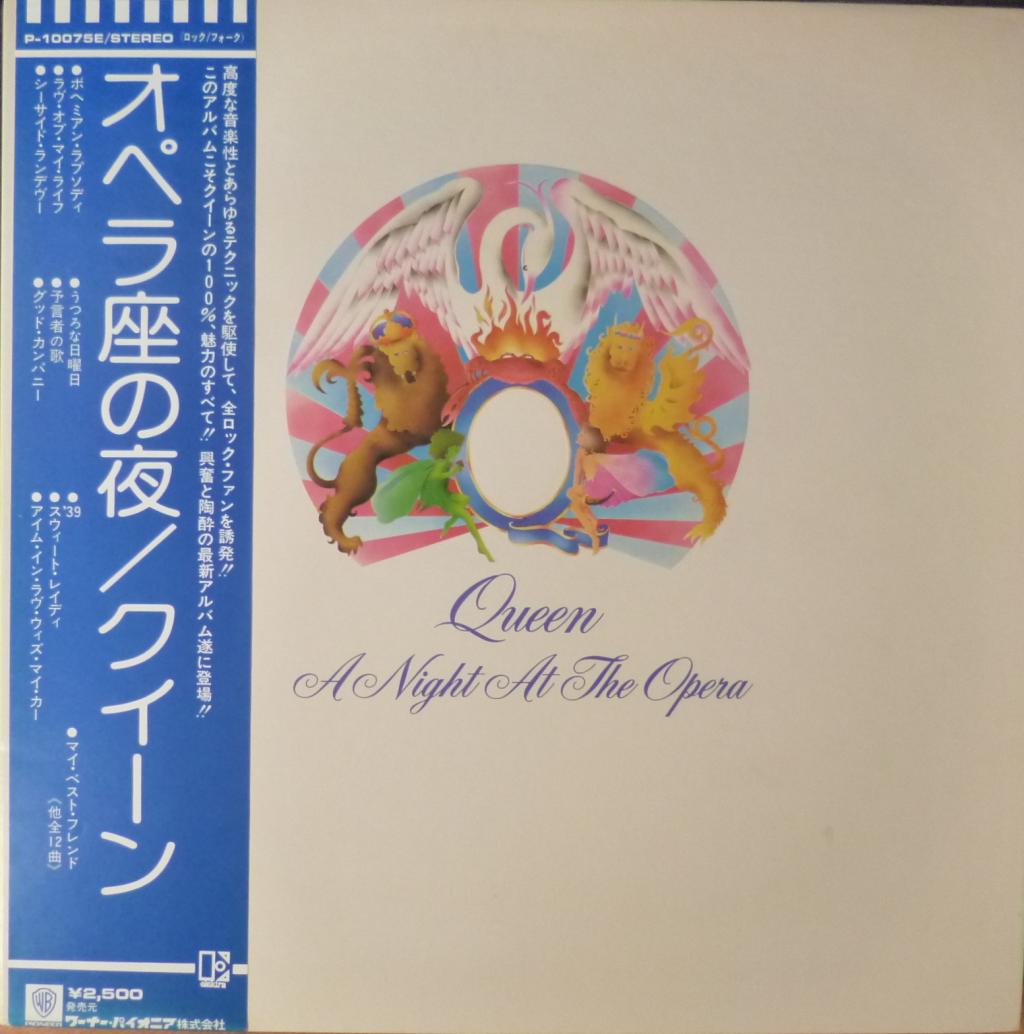 P-10075E/STEREO (ロック/フォーク)
高度な音楽性とあらゆるテクニックを駆使して、全ロック・ファンを誘発!!
このアルバムこそクイーンの100%、魅力のすべて!! 興奮と陶酔の最新アルバム遂に登場!!
オペラ座の夜/クイーン
●ボヘミアン・ラプソディ
●ラヴ・オブ・マイ・ライフ
●シーサイド・ランデヴー
●うつろな日曜日
●予言者の歌
●グッド・カンパニー
●'39
●スウィート・レイディ
●アイム・イン・ラヴ・ウィズ・マイ・カー
●マイ・ベスト・フレンド
《他全12曲》
elektra
WB
PIONEER
¥2,500
発売元
ワーナー・パイオニア株式会社
Queen
A Night At The Opera